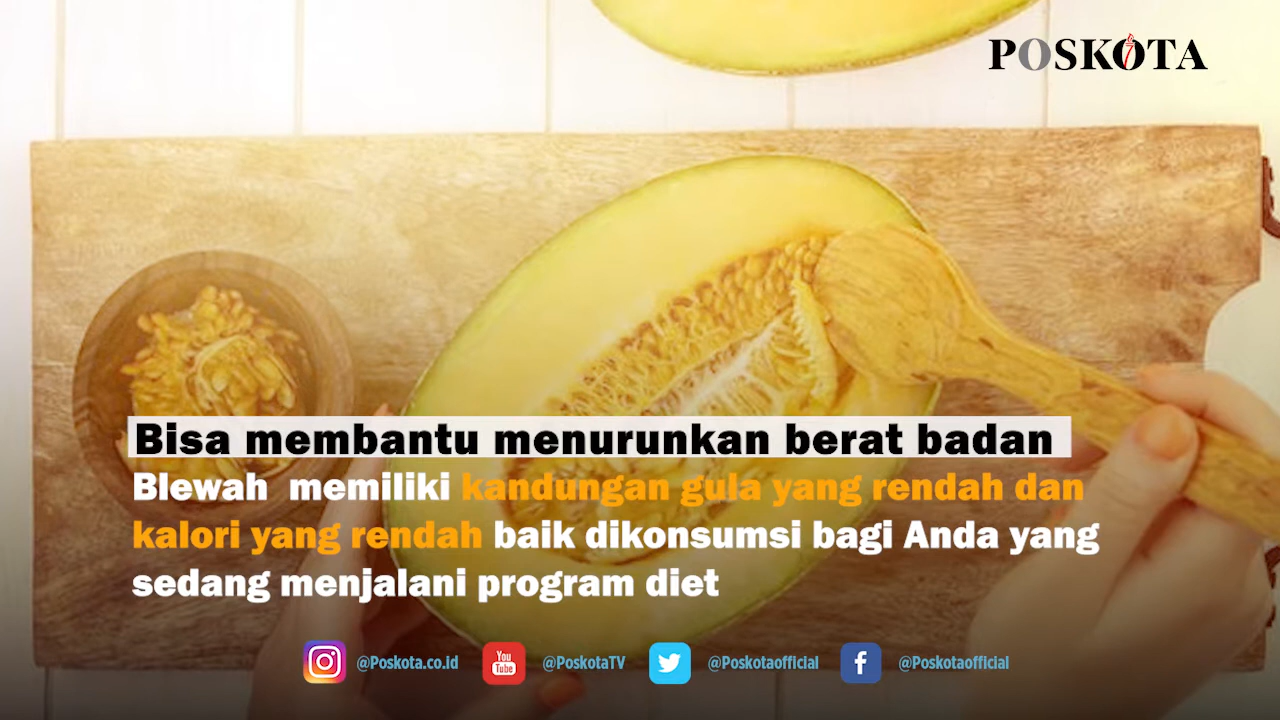 POSKOTA
Bisa membantu menurunkan berat badan
Blewah memiliki kandungan gula yang rendah dan
kalori yang rendah baik dikonsumsi bagi Anda yang
sedang menjalani program diet
@Poskota.co.id You Tube @PoskotaTV @Poskotaofficial f @Poskotaofficial